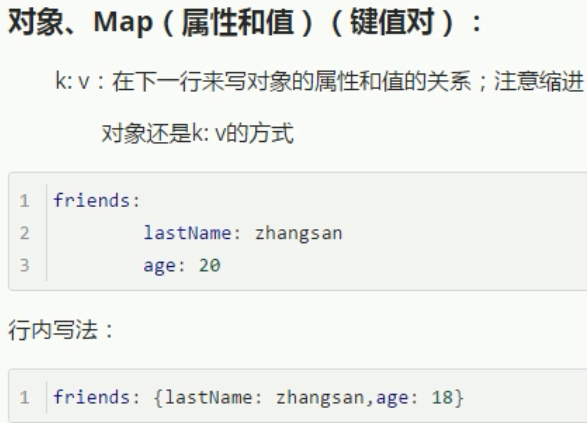 对象、Map（属性和值）（键值对）：
k: v：在下一行来写对象的属性和值的关系；注意缩进
对象还是k: v的方式
1 friends:
2 lastName: zhangsan
3 age: 20
行内写法：
1 friends: {lastName: zhangsan,age: 18}